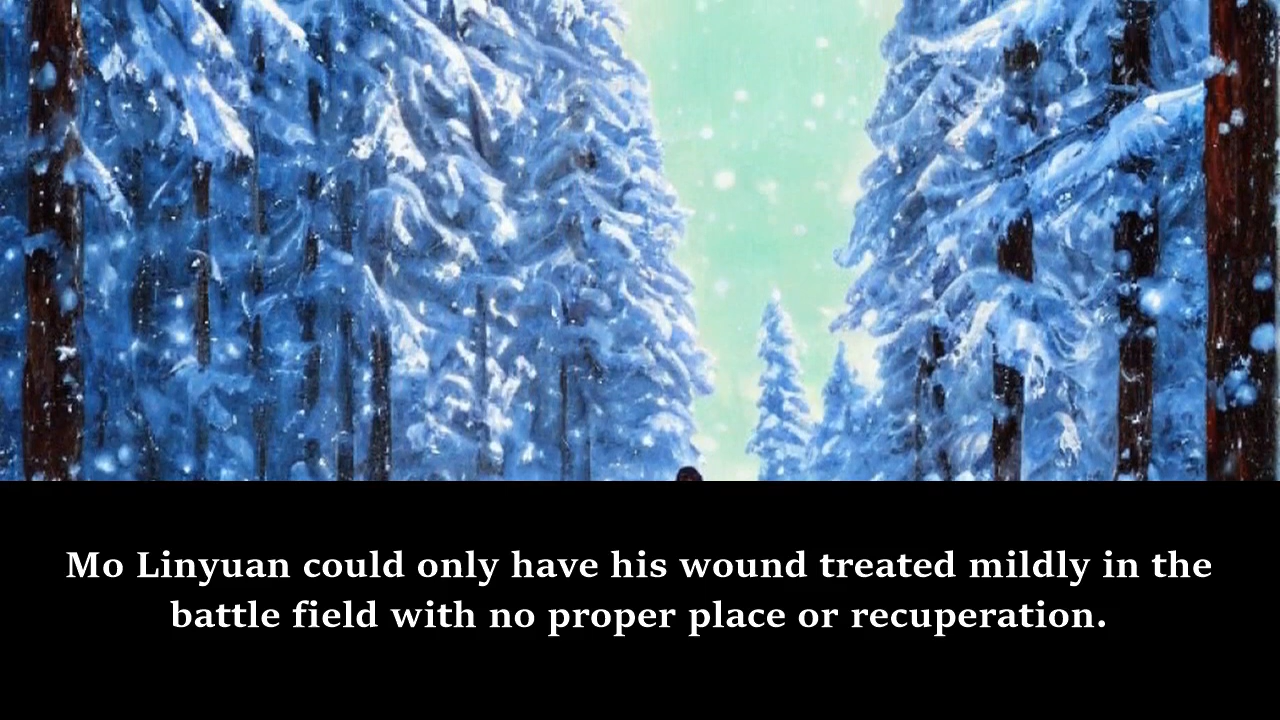 Mo Linyuan could only have his wound treated mildly in the
battle field with no proper place or recuperation.